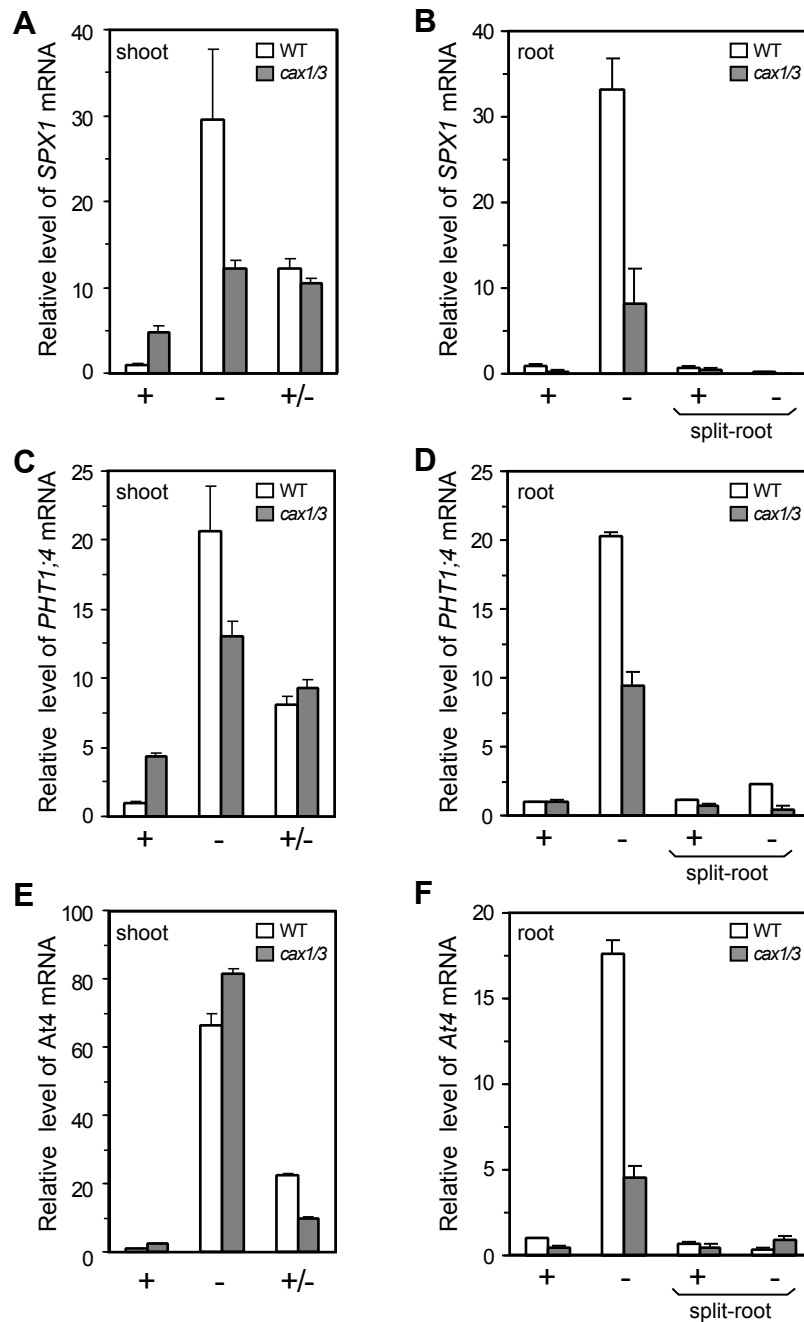 A
Relative level of SPX1 mRNA
shoot
WT
cax1/3
40
30
20
10
0
+
-
+/-
B
Relative level of SPX1 mRNA
root
WT
cax1/3
40
30
20
10
0
+
-
+
-
split-root
C
Relative level of PHT1;4 mRNA
shoot
WT
cax1/3
25
20
15
10
5
0
+
-
+/-
D
Relative level of PHT1;4 mRNA
root
WT
cax1/3
25
20
15
10
5
0
+
-
+
-
split-root
E
Relative level of At4 mRNA
shoot
WT
cax1/3
100
80
60
40
20
0
+
-
+/-
F
Relative level of At4 mRNA
root
WT
cax1/3
20
15
10
5
0
+
-
+
-
split-root